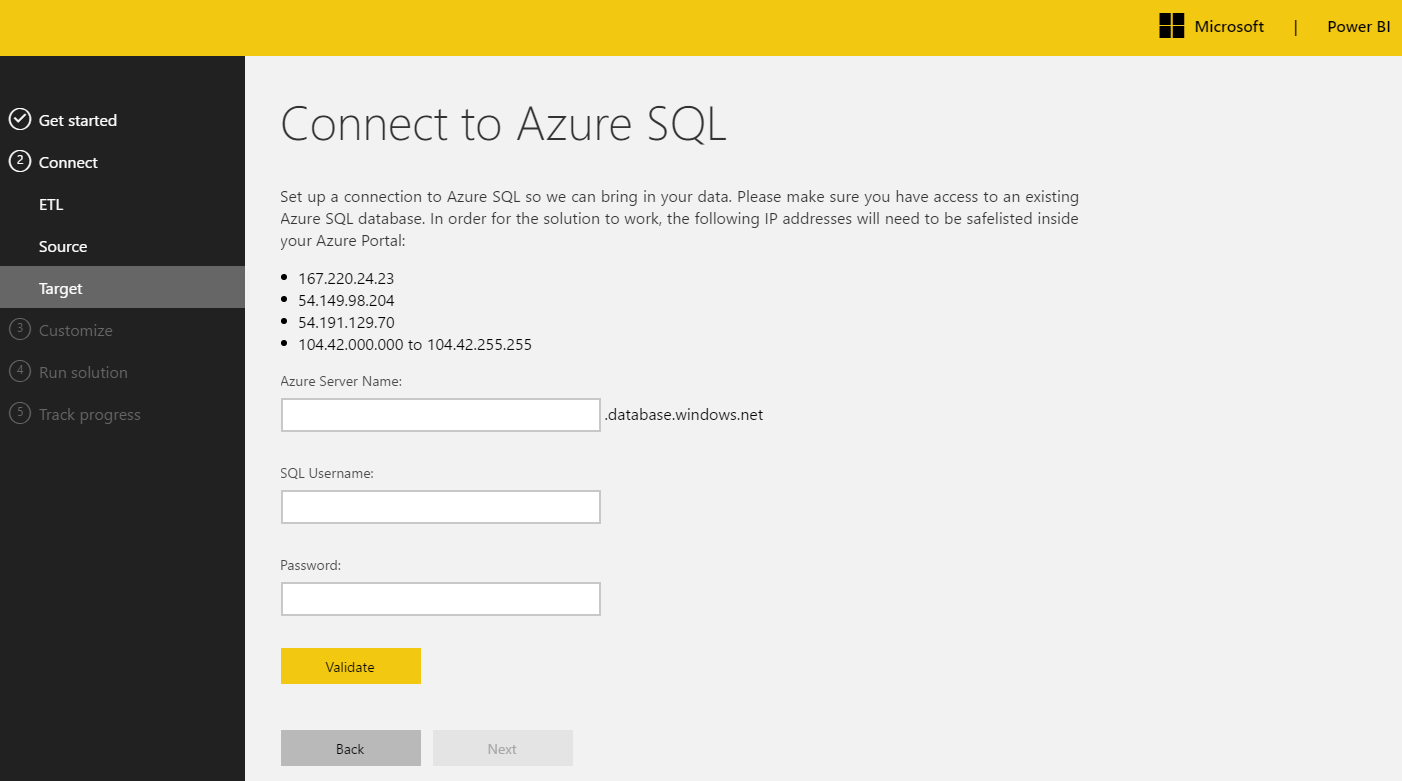 Microsoft | Power BI
Get started
2 Connect
ETL
Source
Target
3 Customize
4 Run solution
5 Track progress
Connect to Azure SQL
Set up a connection to Azure SQL so we can bring in your data. Please make sure you have access to an existing
Azure SQL database. In order for the solution to work, the following IP addresses will need to be safelisted inside
your Azure Portal:
• 167.220.24.23
• 54.149.98.204
• 54.191.129.70
• 104.42.000.000 to 104.42.255.255
Azure Server Name:
.database.windows.net
SQL Username:
Password:
Validate
Back Next